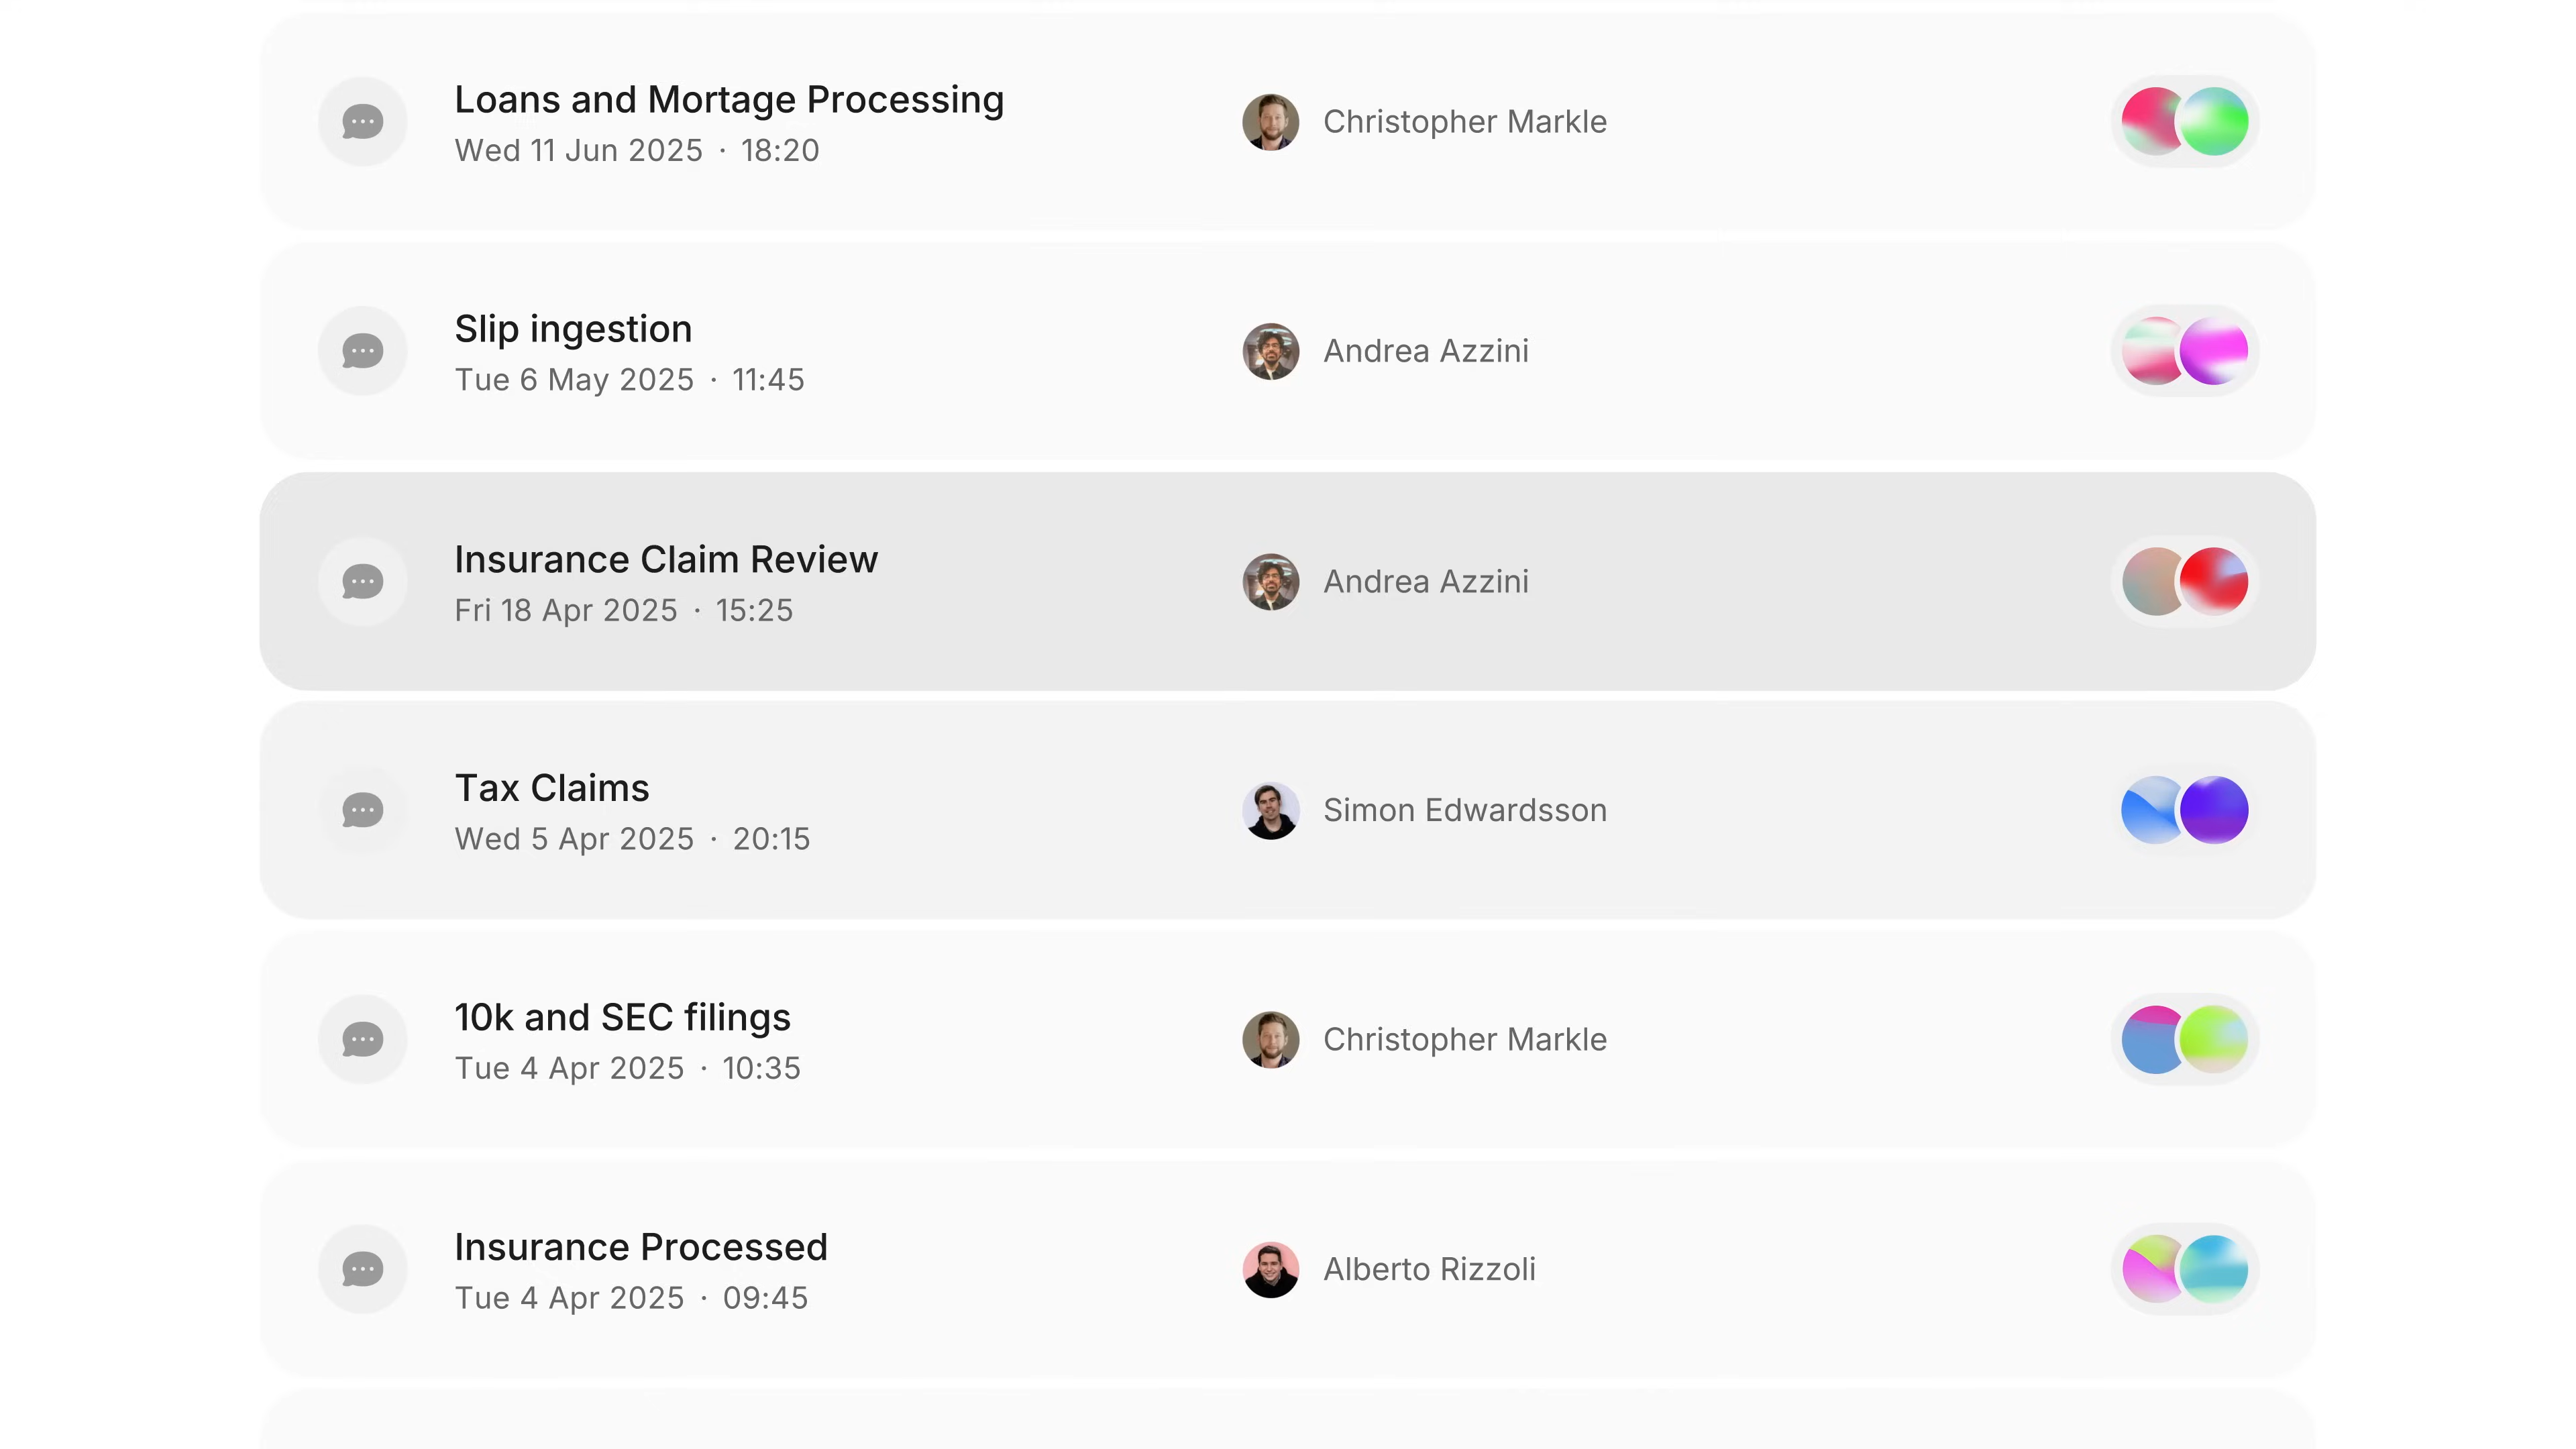 Loans and Mortage Processing
Wed 11 Jun 2025 · 18:20
Christopher Markle
Slip ingestion
Tue 6 May 2025 · 11:45
Andrea Azzini
Insurance Claim Review
Fri 18 Apr 2025 · 15:25
Andrea Azzini
Tax Claims
Wed 5 Apr 2025 · 20:15
Simon Edwardsson
10k and SEC filings
Tue 4 Apr 2025 · 10:35
Christopher Markle
Insurance Processed
Tue 4 Apr 2025 · 09:45
Alberto Rizzoli